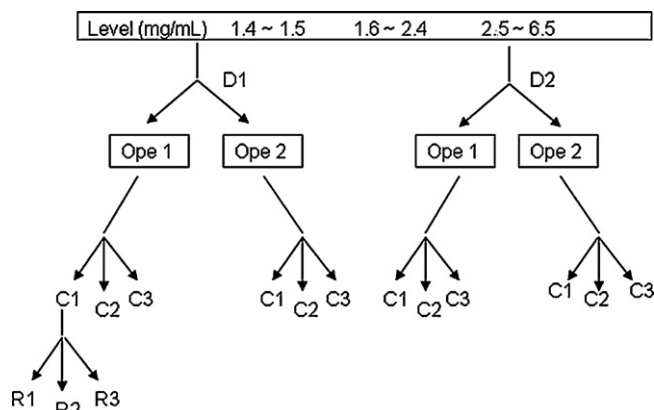 Level (mg/mL) 1.4 ~ 1.5 1.6 ~ 2.4 2.5 ~ 6.5
D1 D2
Ope 1 Ope 2 Ope 1 Ope 2
C1 C2 C3 C1 C2 C3 C1 C2 C3 C1 C2 C3
R1 R2 R3